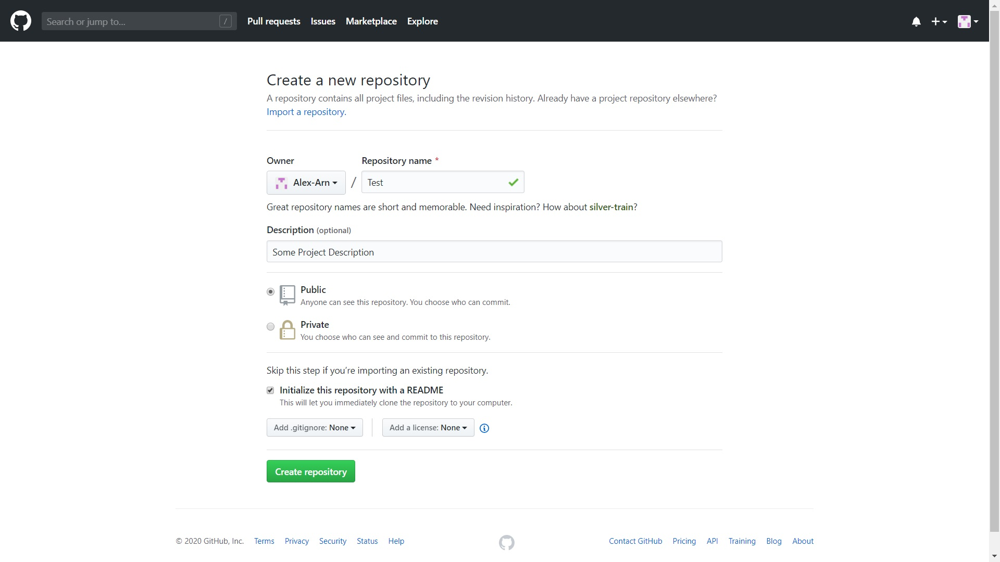 Search or jump to... /
Pull requests
Issues
Marketplace
Explore
Create a new repository
A repository contains all project files, including the revision history. Already have a project repository elsewhere?
Import a repository.
Owner
Repository name *
Alex-Arn / Test
Great repository names are short and memorable. Need inspiration? How about silver-train?
Description (optional)
Some Project Description
Public
Anyone can see this repository. You choose who can commit.
Private
You choose who can see and commit to this repository.
Skip this step if you’re importing an existing repository.
Initialize this repository with a README
This will let you immediately clone the repository to your computer.
Add .gitignore: None
Add a license: None
Create repository
© 2020 GitHub, Inc.
Terms
Privacy
Security
Status
Help
Contact GitHub
Pricing
API
Training
Blog
About